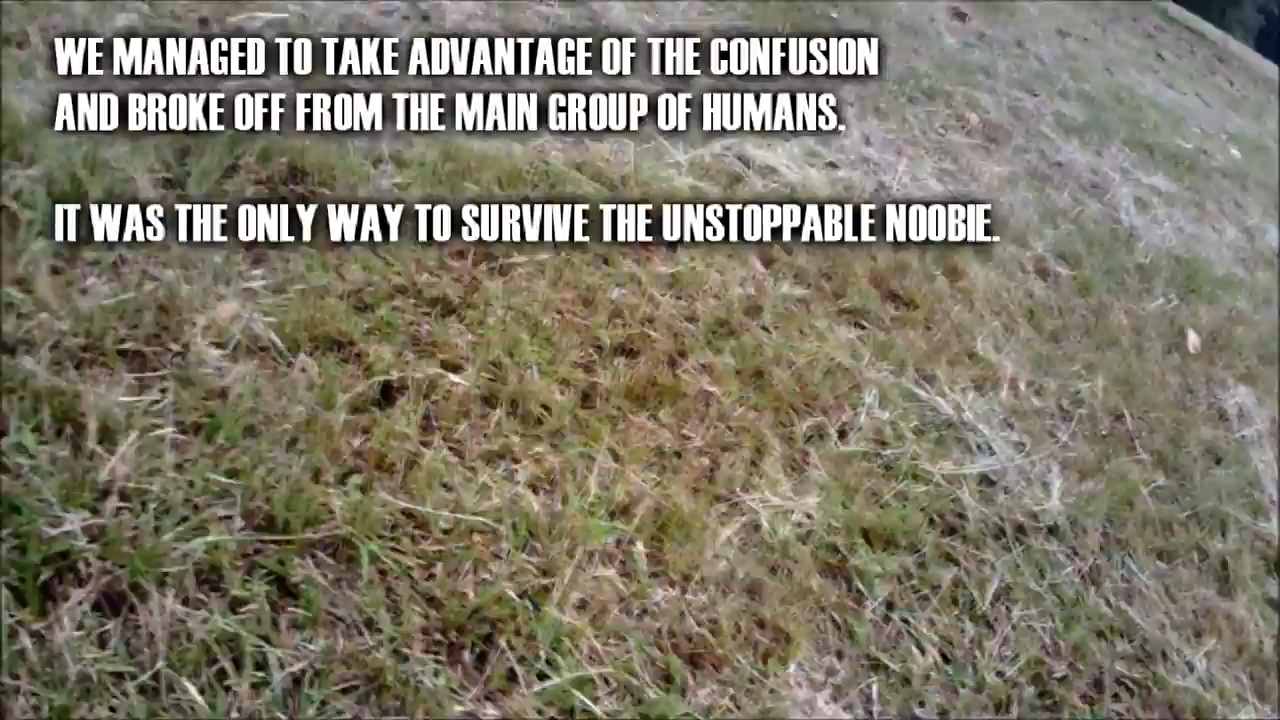 WE MANAGED TO TAKE ADVANTAGE OF THE CONFUSION
AND BROKE OFF FROM THE MAIN GROUP OF HUMANS.
IT WAS THE ONLY WAY TO SURVIVE THE UNSTOPPABLE NOOBIE.